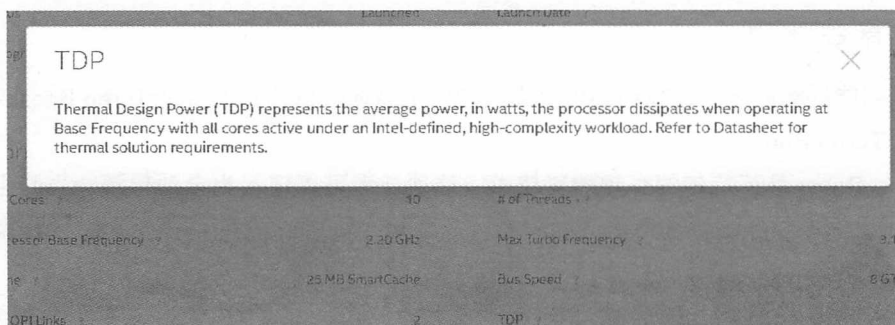 Launched Launch Date
TDP
Thermal Design Power (TDP) represents the average power, in watts, the processor dissipates when operating at
Base Frequency with all cores active under an Intel-defined, high-complexity workload. Refer to Datasheet for
thermal solution requirements.
Cores ? 10 # of Threads ?
Base Frequency ? 2.20 GHz Max Turbo Frequency ?
25 MB SmartCache Bus Speed ?
QPI Links ? 2 TDP ?